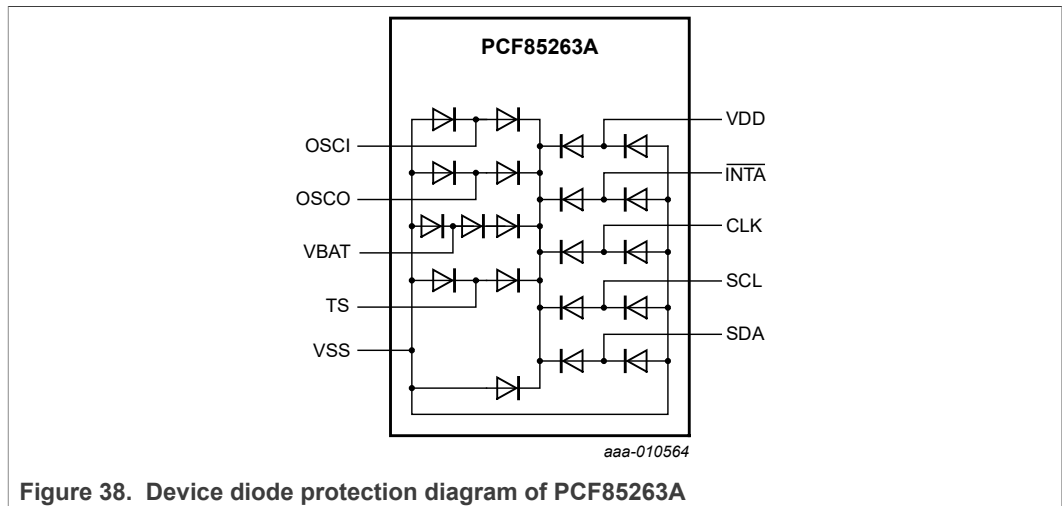 PCF85263A
OSCI
OSCO
VBAT
TS
VSS
VDD
INTA
CLK
SCL
SDA
aaa-010564
Figure 38. Device diode protection diagram of PCF85263A